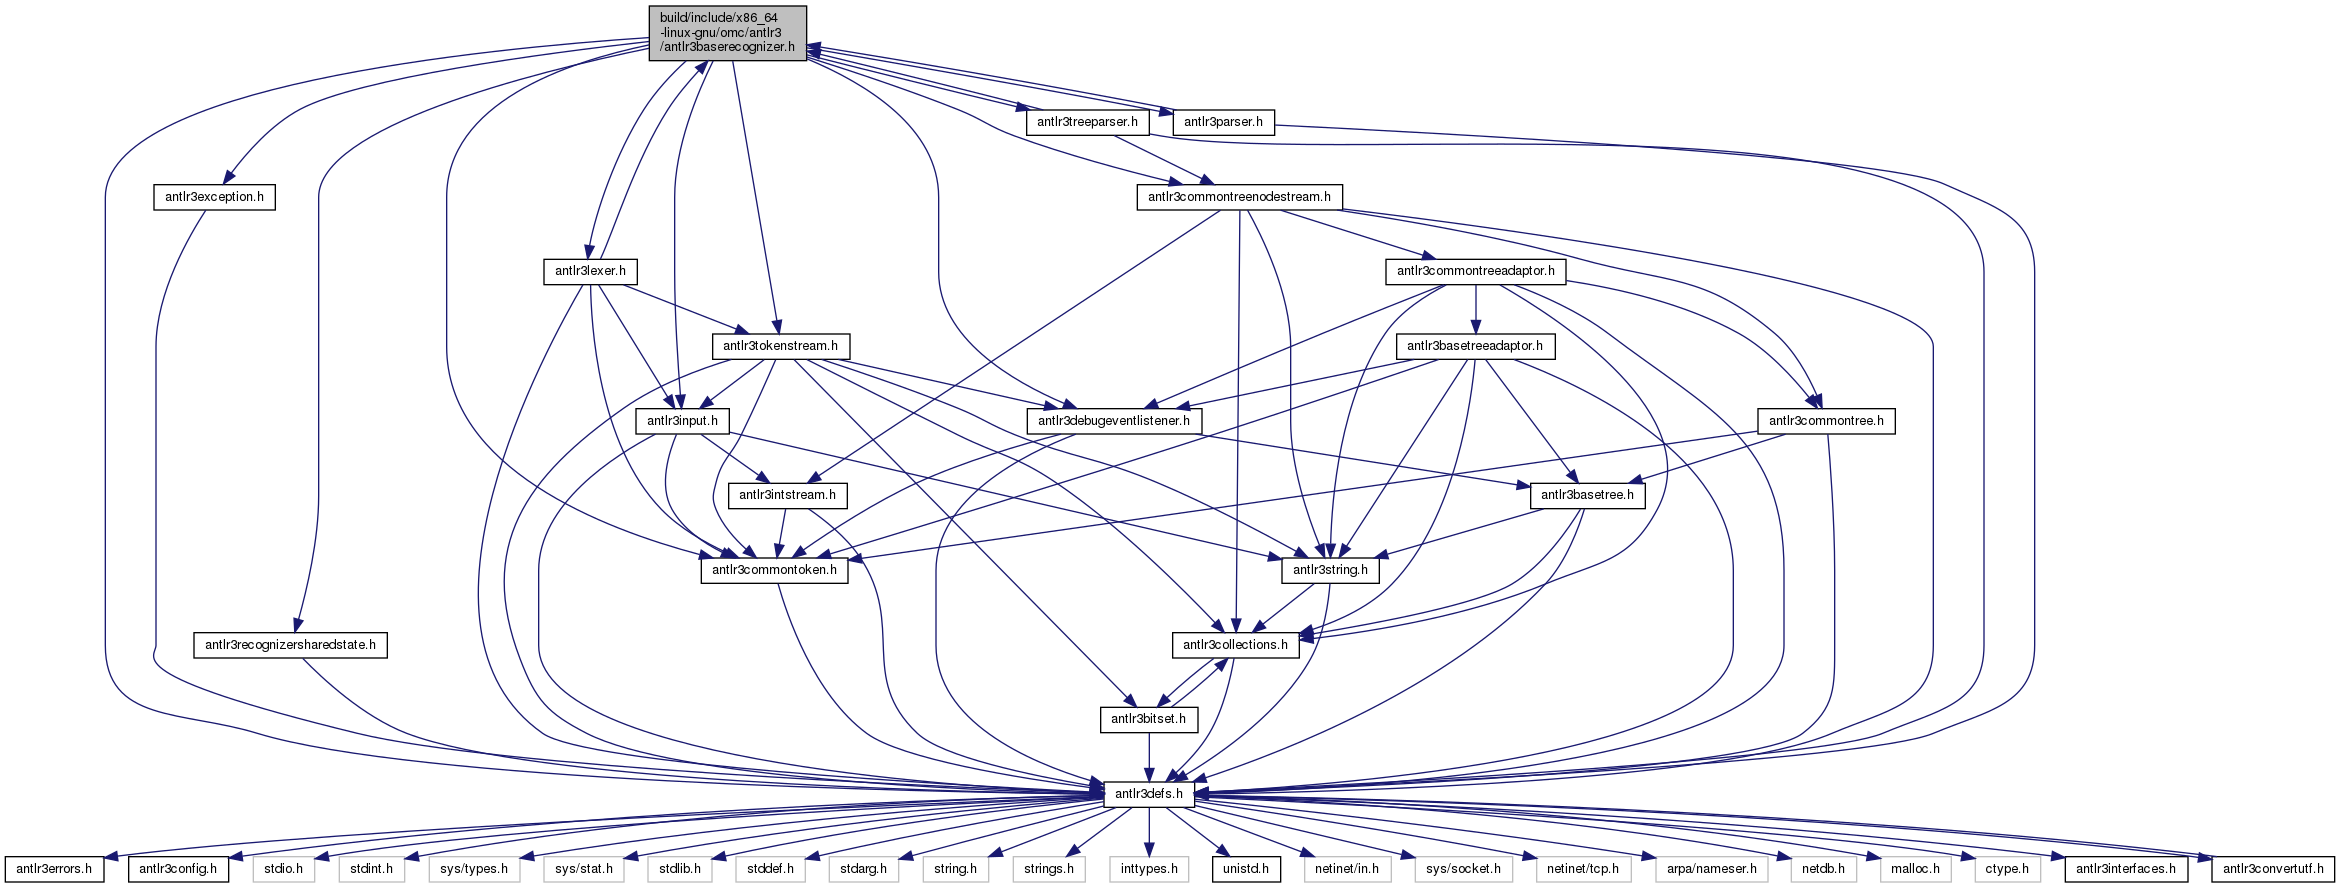 build/include/x86_64
-linux-gnu/omc/antlr3
/antlr3baserecognizer.h
antlr3treeparser.h
antlr3parser.h
antlr3exception.h
antlr3commontreenodestream.h
antlr3lexer.h
antlr3commontreeadaptor.h
antlr3tokenstream.h
antlr3basetreeadaptor.h
antlr3input.h
antlr3debugeventlistener.h
antlr3commontree.h
antlr3intstream.h
antlr3basetree.h
antlr3commontoken.h
antlr3string.h
antlr3recognizersharedstate.h
antlr3collections.h
antlr3bitset.h
antlr3defs.h
antlr3errors.h
antlr3config.h
stdio.h
stdint.h
sys/types.h
sys/stat.h
stdlib.h
stddef.h
stdarg.h
string.h
strings.h
inttypes.h
unistd.h
netinet/in.h
sys/socket.h
netinet/tcp.h
arpa/nameser.h
netdb.h
malloc.h
ctype.h
antlr3interfaces.h
antlr3convertutf.h